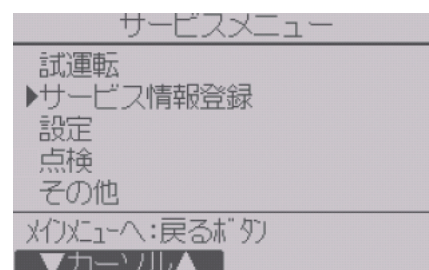 サービスメニュー
試運転
▶サービス情報登録
設定
点検
その他
メインメニューへ:戻るボタン
▼カーソル▲